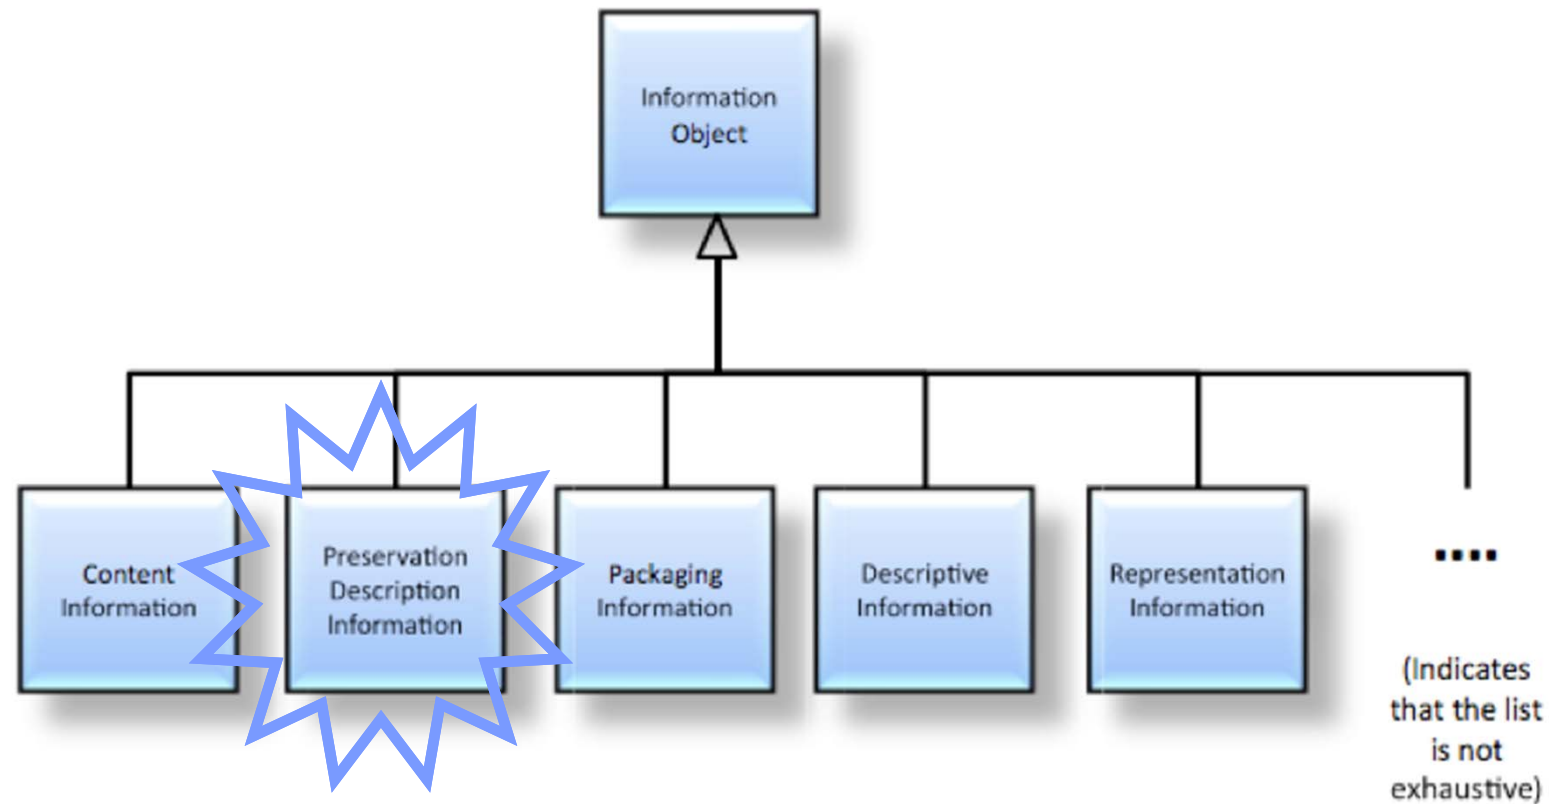 Information
Object
Content
Information
Preservation
Description
Information
Packaging
Information
Descriptive
Information
Representation
Information
....
(Indicates
that the list
is not
exhaustive)